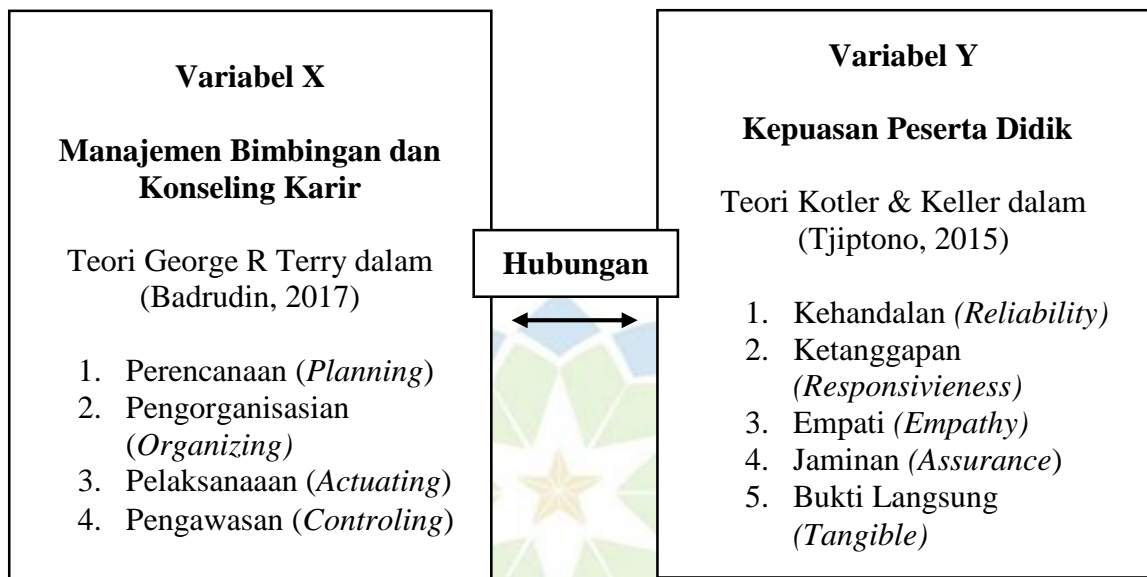 Variabel X
Manajemen Bimbingan dan
Konseling Karir
Teori George R Terry dalam
(Badrudin, 2017)
1. Perencanaan (Planning)
2. Pengorganisasian
(Organizing)
3. Pelaksanaaan (Actuating)
4. Pengawasan (Controling)
Hubungan
Variabel Y
Kepuasan Peserta Didik
Teori Kotler & Keller dalam
(Tjiptono, 2015)
1. Kehandalan (Reliability)
2. Ketanggapan
(Responsivieness)
3. Empati (Empathy)
4. Jaminan (Assurance)
5. Bukti Langsung
(Tangible)